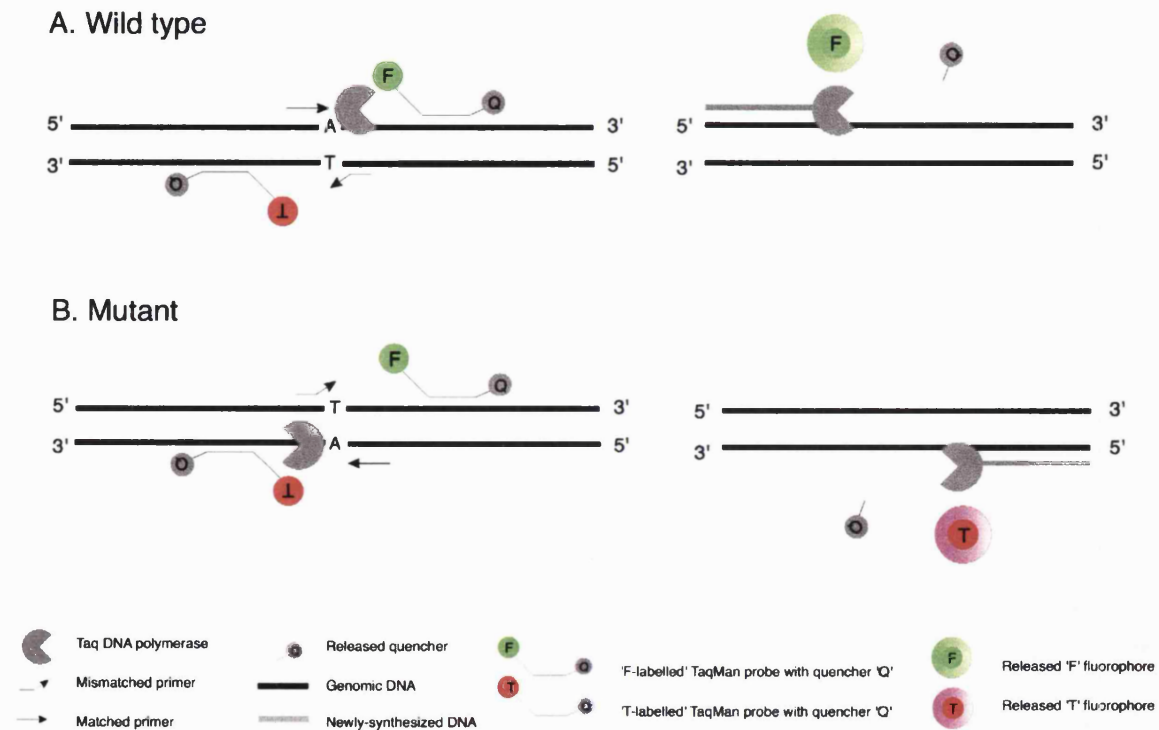 A. Wild type
F
Q
5' A 3'
3' T 5'
Q
T
F
Q
5' 3'
3' 5'
B. Mutant
F
Q
5' T 3'
3' A 5'
Q
T
5' 3'
3' 5'
Q
T
Taq DNA polymerase
Mismatched primer
Matched primer
Q
Released quencher
Genomic DNA
Newly-synthesized DNA
F
Q
'F-labelled' TaqMan probe with quencher 'Q'
T
Q
'T-labelled' TaqMan probe with quencher 'Q'
F
Released 'F' fluorophore
T
Released 'T' fluorophore